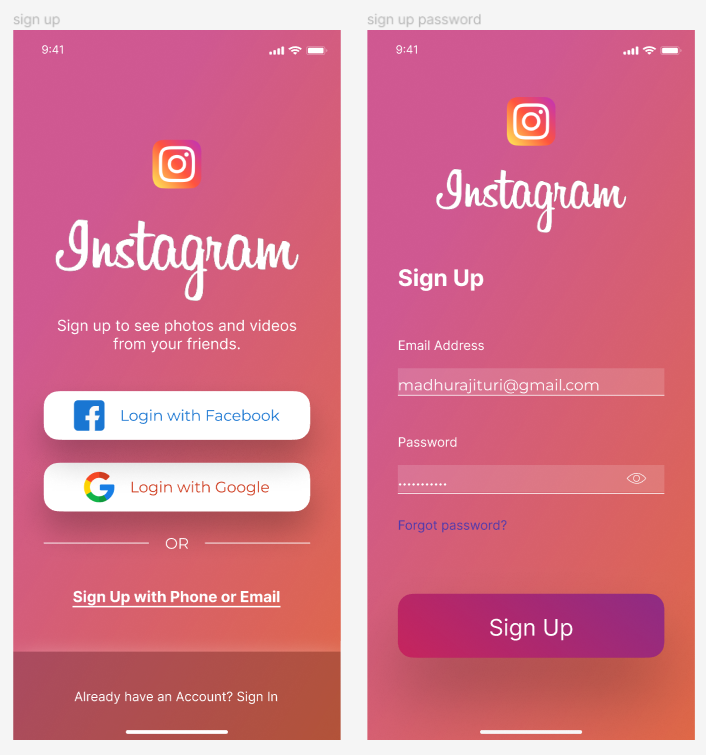 sign up
9:41
Instagram
Sign up to see photos and videos
from your friends.
Login with Facebook
Login with Google
OR
Sign Up with Phone or Email
Already have an Account? Sign In
sign up password
9:41
Instagram
Sign Up
Email Address
madhurajituri@gmail.com
Password
...........
Forgot password?
Sign Up